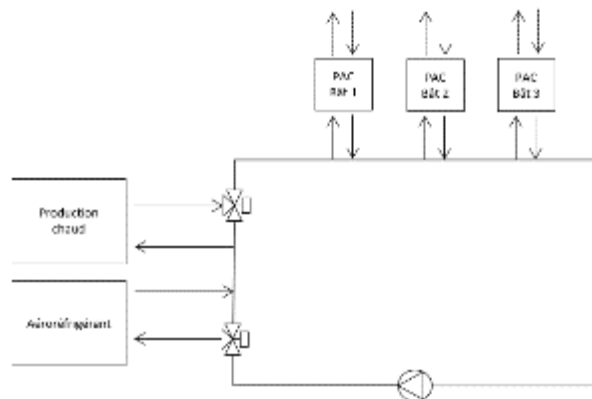 PAC
Bât 1
PAC
Bât 2
PAC
Bât 3
Production
chaud
Aéroréfrigérant